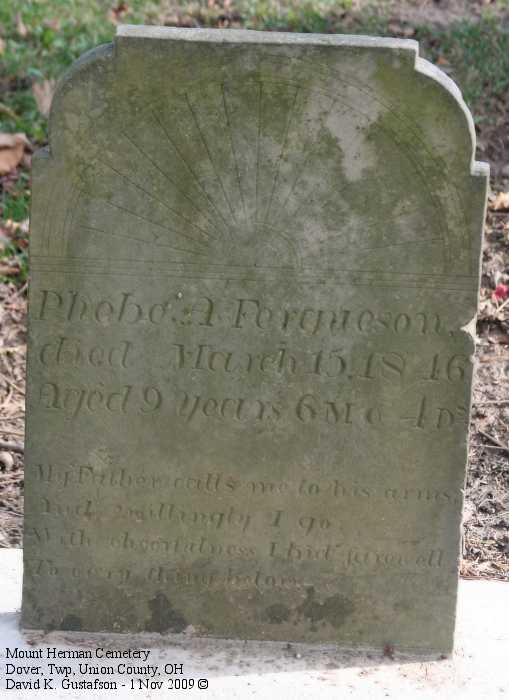 Phebe. A Fergueson,
died March 15, 1846
Aged 9 years 6 Mo 4 Ds
My Father calls me to his arms,
And willingly I go.
With cheerfulness I bid farewell
To every thing below
Mount Herman Cemetery
Dover, Twp, Union County, OH
David K. Gustafson - 1 Nov 2009 ©